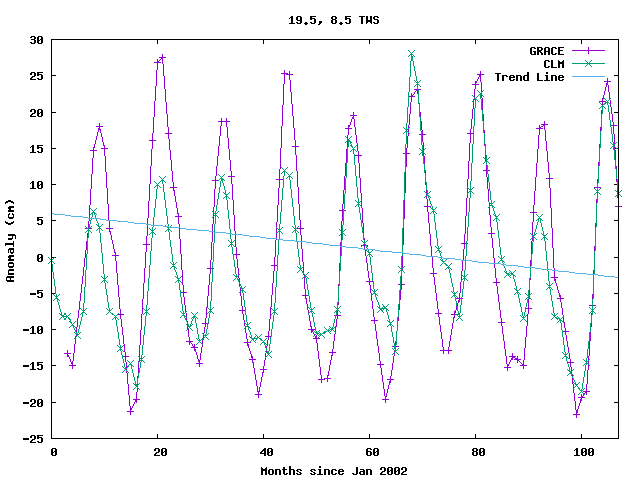 19.5, 8.5 TWS
GRACE
CLM
Trend Line
Anomaly (cm)
30
25
20
15
10
5
0
-5
-10
-15
-20
-25
0 20 40 60 80 100
Months since Jan 2002